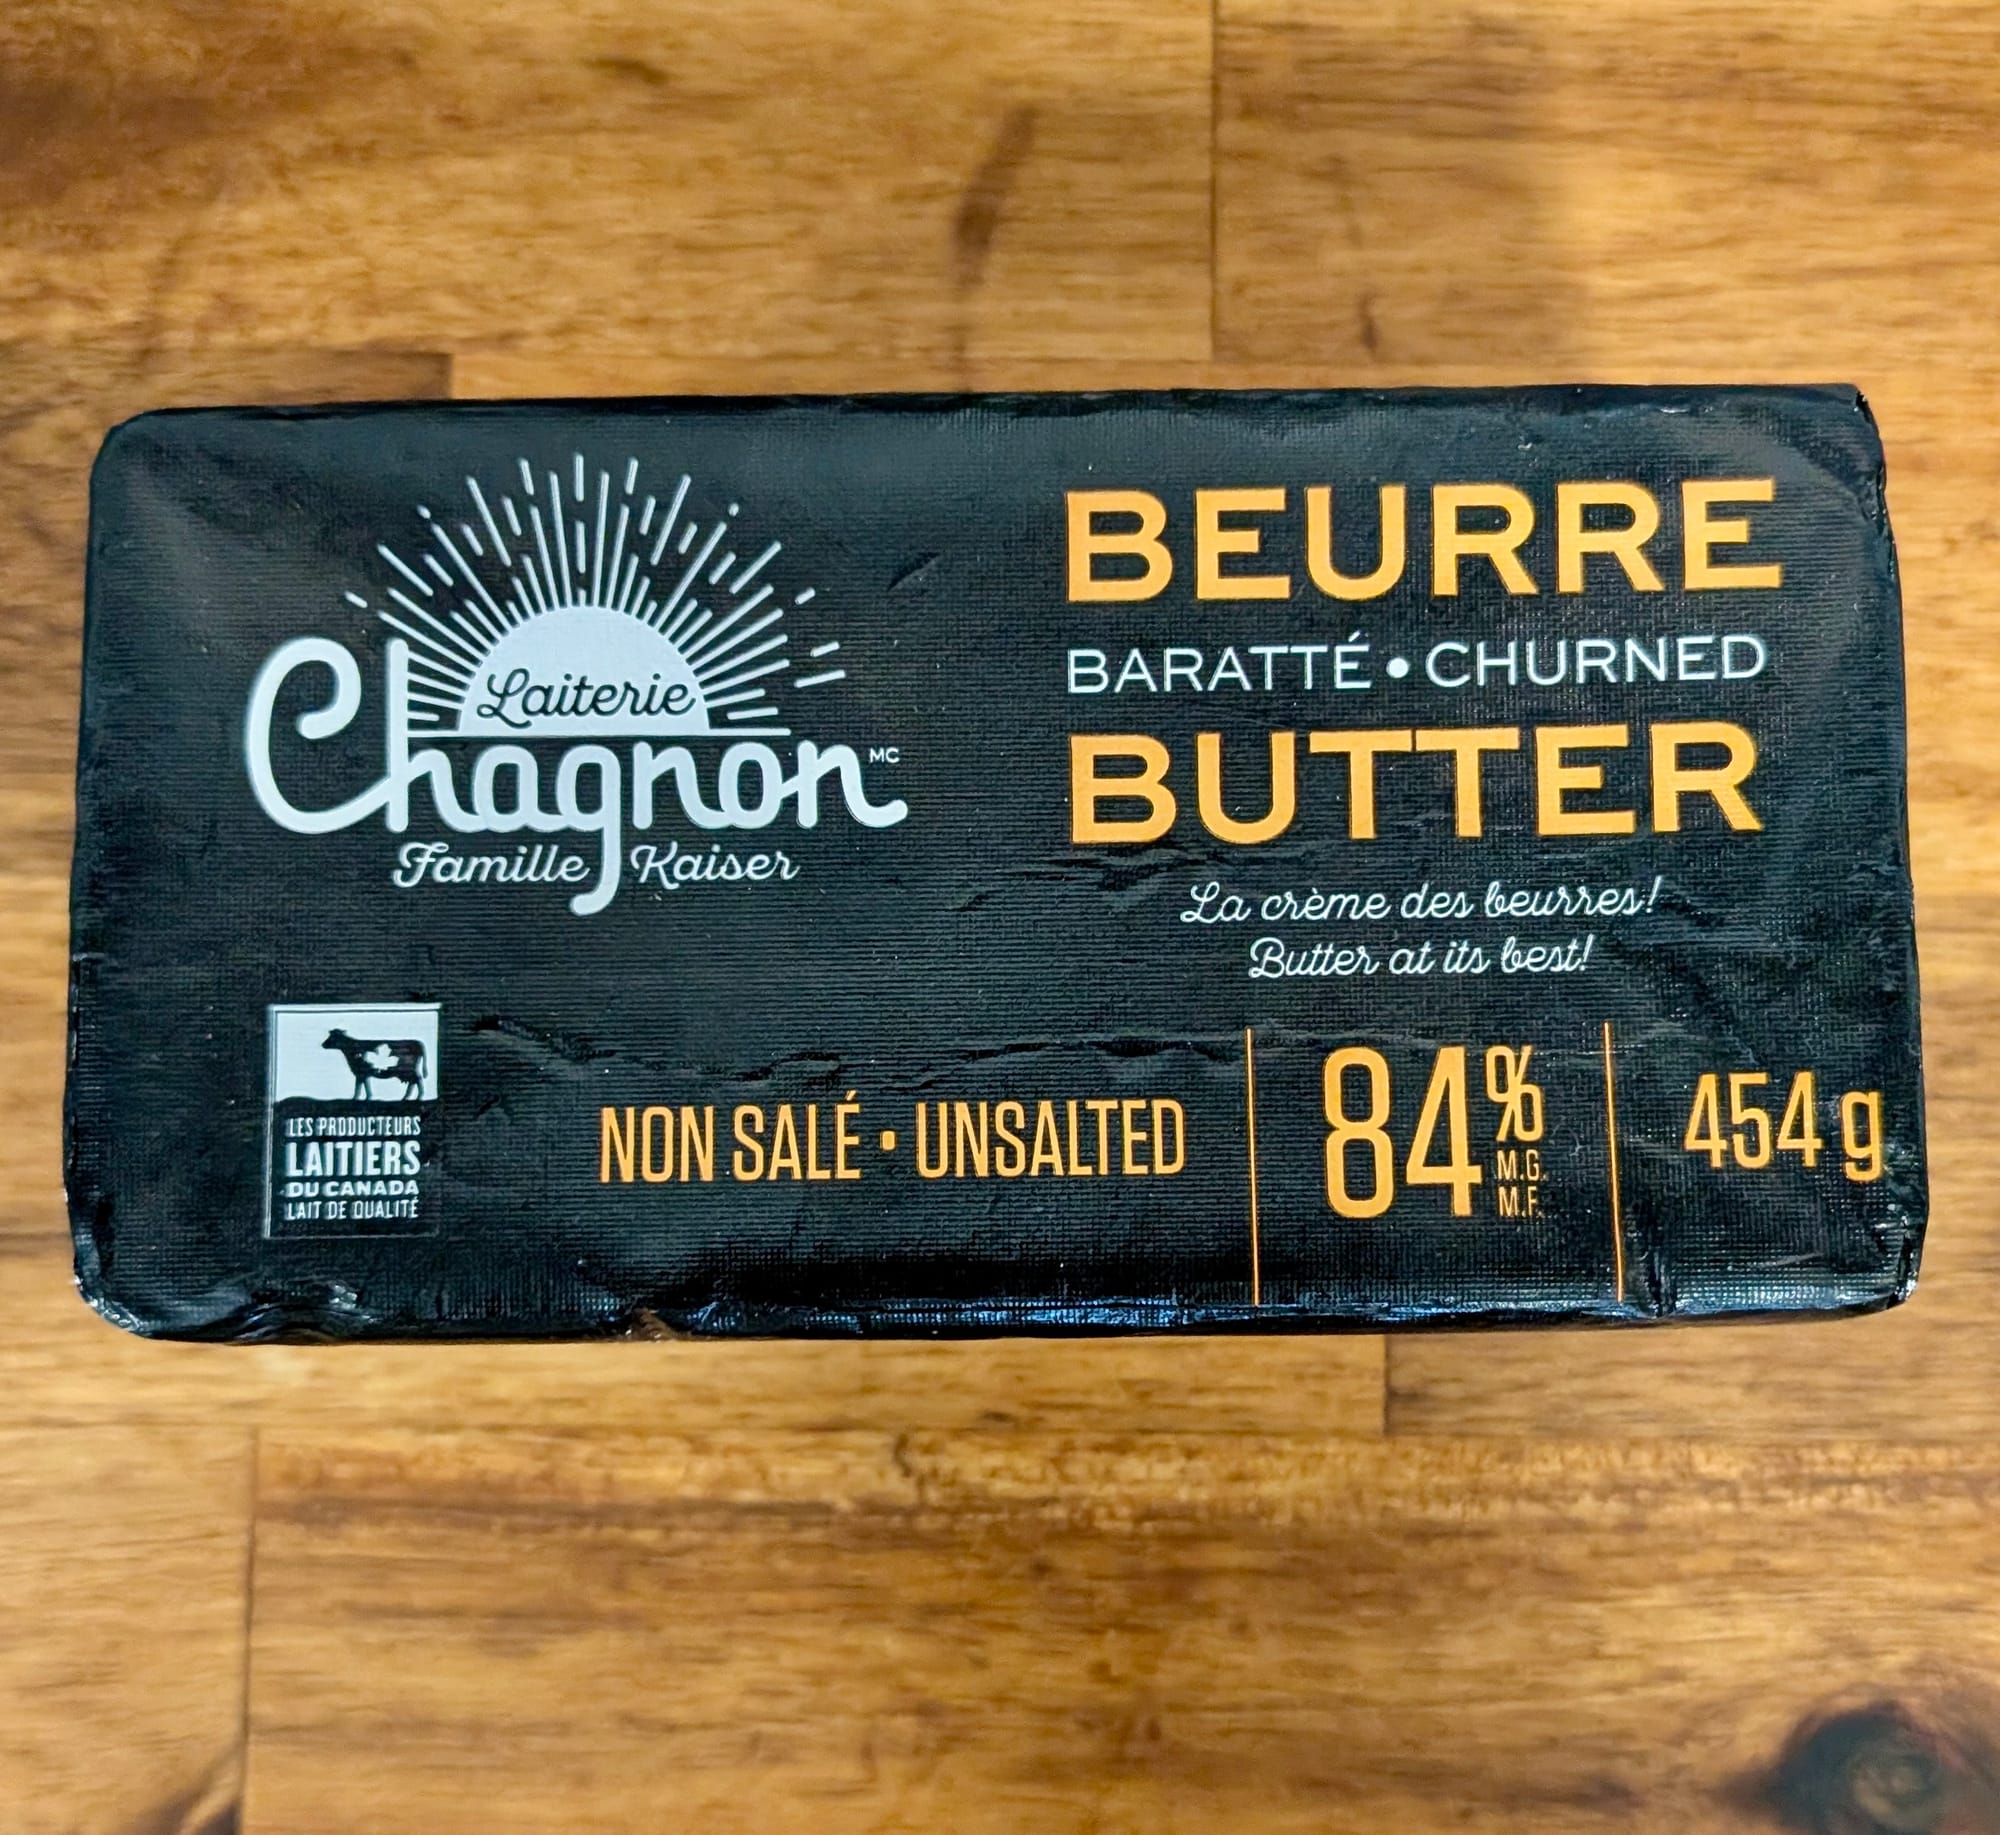 Laiterie
Chagnon MC
Famille Kaiser
BEURRE
BARATTÉ • CHURNED
BUTTER
La crème des beurres!
Butter at its best!
LES PRODUCTEURS
LAITIERS
DU CANADA
LAIT DE QUALITÉ
NON SALÉ • UNSALTED
84%
M.G.
M.F.
454 g